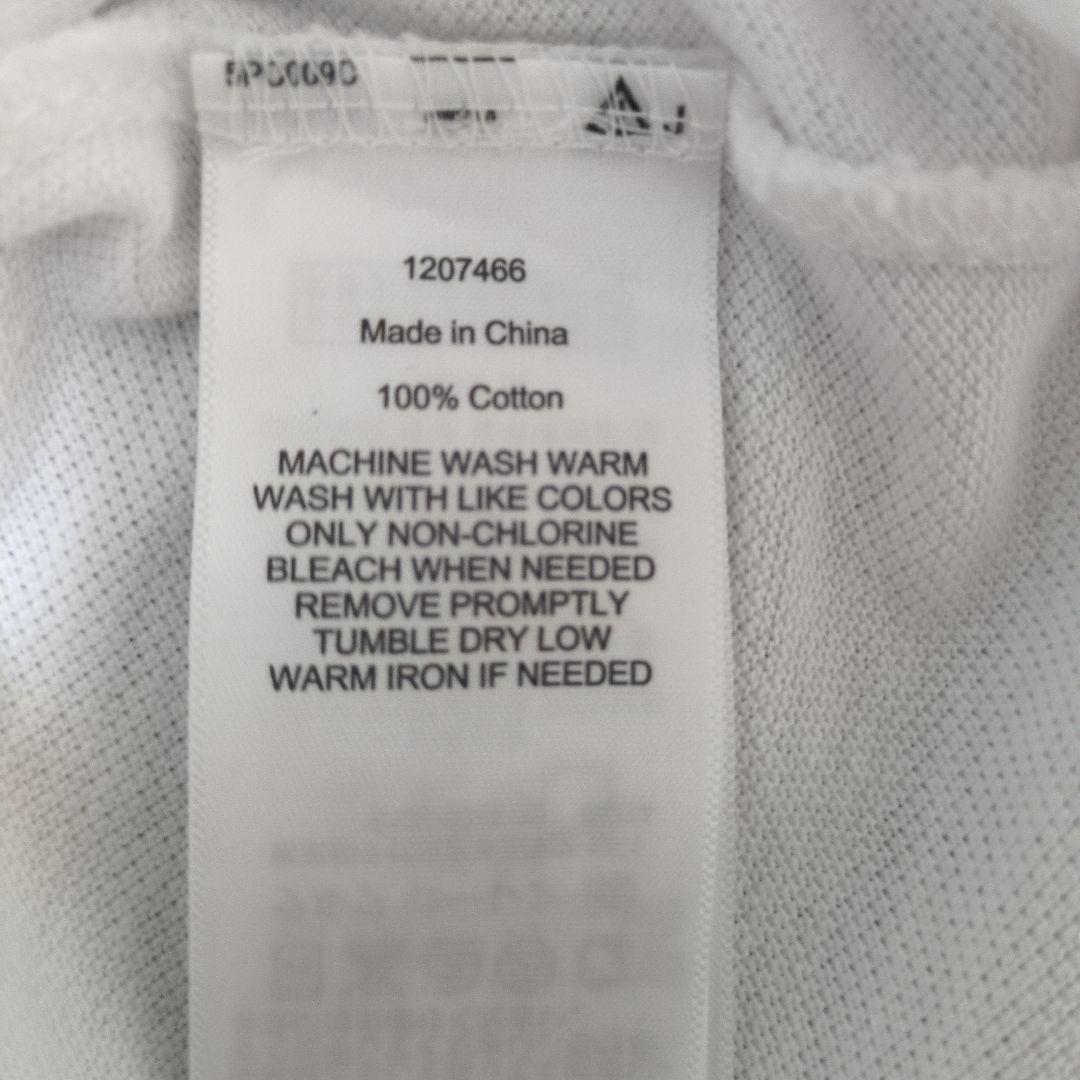 1207466
Made in China
100% Cotton
MACHINE WASH WARM
WASH WITH LIKE COLORS
ONLY NON-CHLORINE
BLEACH WHEN NEEDED
REMOVE PROMPTLY
TUMBLE DRY LOW
WARM IRON IF NEEDED